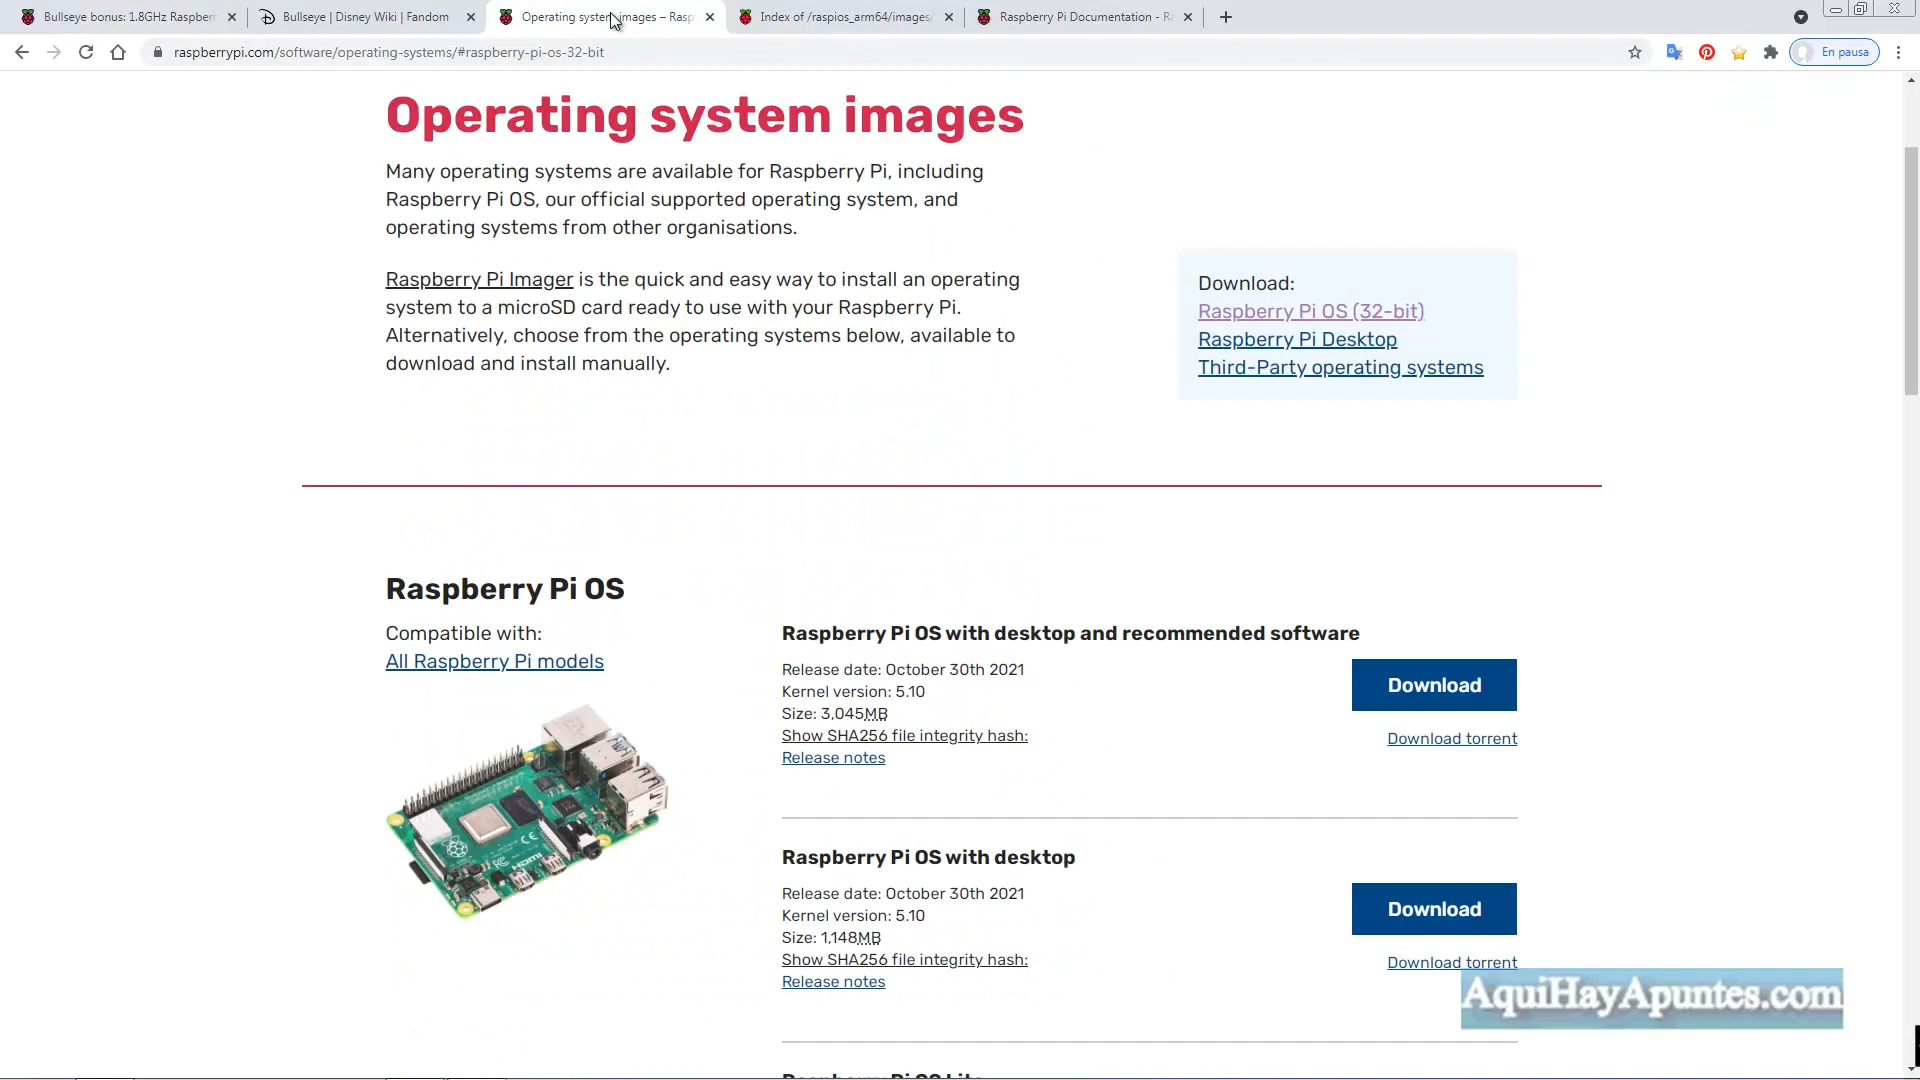 Bullseye bonus: 1.8GHz Raspberr
Bullseye | Disney Wiki | Fandom
Operating system images – Rasp
Index of /raspios_arm64/images/
Raspberry Pi Documentation - Ra
raspberrypi.com/software/operating-systems/#raspberry-pi-os-32-bit
En pausa
Operating system images
Many operating systems are available for Raspberry Pi, including
Raspberry Pi OS, our official supported operating system, and
operating systems from other organisations.
Raspberry Pi Imager is the quick and easy way to install an operating
system to a microSD card ready to use with your Raspberry Pi.
Alternatively, choose from the operating systems below, available to
download and install manually.
Download:
Raspberry Pi OS (32-bit)
Raspberry Pi Desktop
Third-Party operating systems
Raspberry Pi OS
Compatible with:
All Raspberry Pi models
Raspberry Pi OS with desktop and recommended software
Release date: October 30th 2021
Kernel version: 5.10
Size: 3,045MB
Show SHA256 file integrity hash:
Release notes
Download
Download torrent
Raspberry Pi OS with desktop
Release date: October 30th 2021
Kernel version: 5.10
Size: 1,148MB
Show SHA256 file integrity hash:
Release notes
Download
Download torrent
AquiHayApuntes.com
Raspberry Pi OS Lite
HDMI